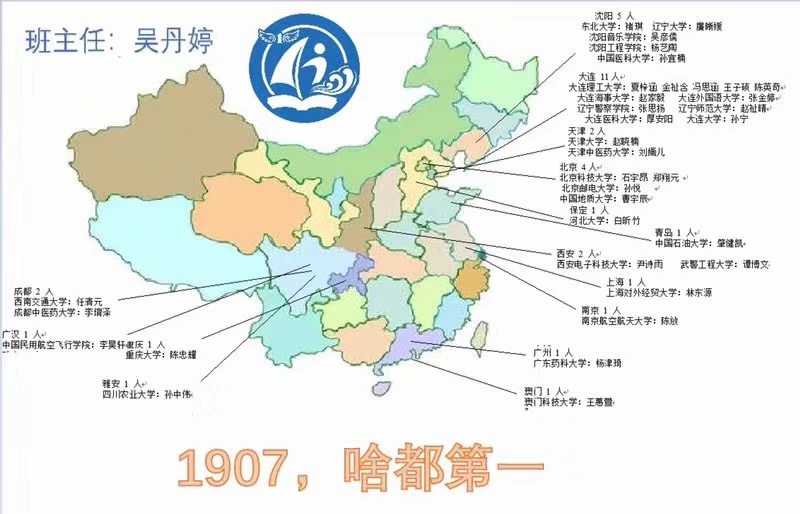 班主任：吴丹婷
沈阳 5 人
东北大学：褚琪 辽宁大学：廉晰媛
沈阳音乐学院：吴彦儒
沈阳工程学院：杨艺陶
中国医科大学：孙宜楠
大连 11 人
大连理工大学：夏梓涵 金祉含 冯思涵 王子硕 陈英奇
大连海事大学：赵家毅 大连外国语大学：张金婷
辽宁警察学院：张思扬 辽宁师范大学：赵祉晴
大连医科大学：厚安阳 大连大学：孙宁
天津 2 人
天津大学：赵晓楠
天津中医药大学：刘俪儿
北京 4 人
北京科技大学：石宇昂 郑翔元
北京邮电大学：孙悦
中国地质大学：曹宇辰
保定 1 人
河北大学：白昕竹
青岛 1 人
中国石油大学：肇健凯
西安 2 人
西安电子科技大学：尹诗雨 武警工程大学：谭博文
上海 1 人
上海对外经贸大学：林东源
南京 1 人
南京航空航天大学：陈放
成都 2 人
西南交通大学：任清元
成都中医药大学：李琄泽
广汉 1 人
中国民用航空飞行学院：李昊轩
重庆 1 人
重庆大学：陈忠耀
雅安 1 人
四川农业大学：孙中伟
广州 1 人
广东药科大学：杨津琦
澳门 1 人
澳门科技大学：王蕙萱
1907，啥都第一